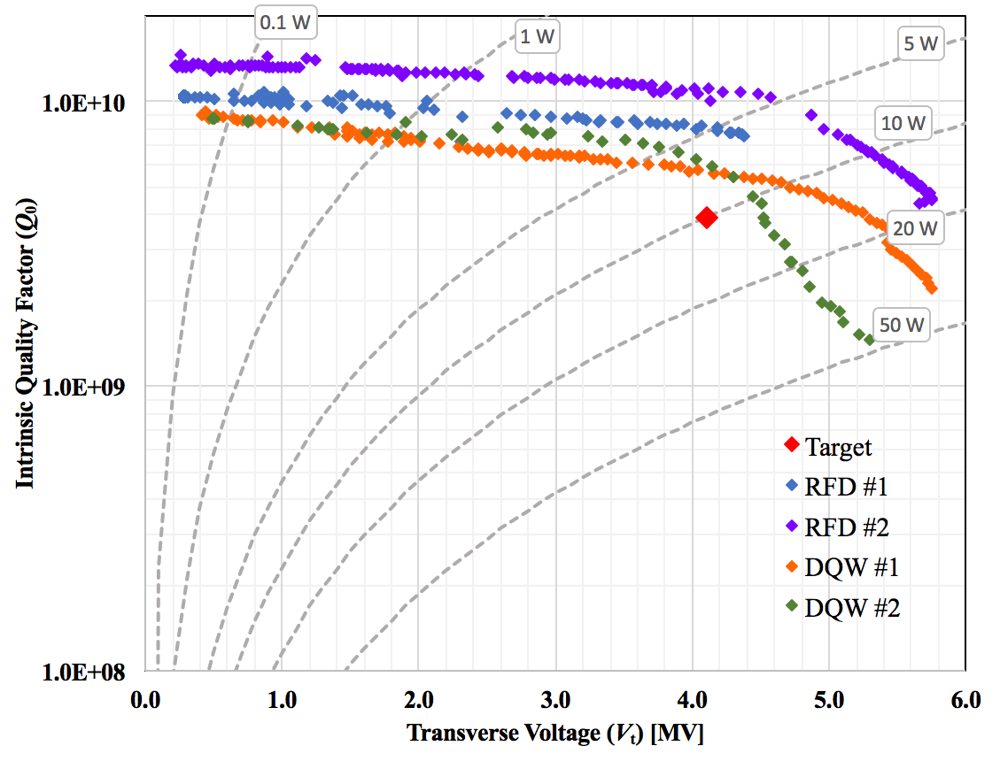 0.1 W
1 W
5 W
10 W
20 W
50 W
Intrinsic Quality Factor (Q₀)
1.0E+10
1.0E+09
1.0E+08
Target
RFD #1
RFD #2
DQW #1
DQW #2
0.0 1.0 2.0 3.0 4.0 5.0 6.0
Transverse Voltage (Vₜ) [MV]